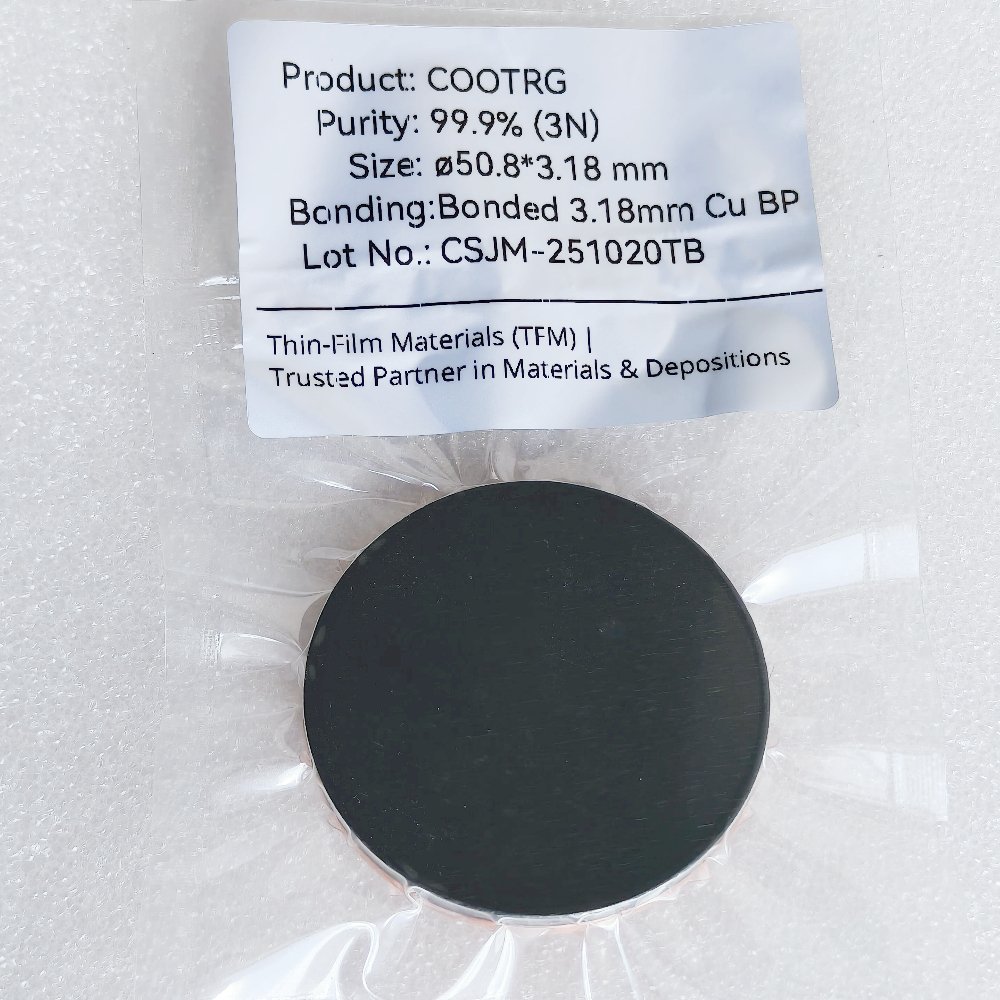 Product: COOTRG
Purity: 99.9% (3N)
Size: ø50.8*3.18 mm
Bonding:Bonded 3.18mm Cu BP
Lot No.: CSJM-251020TB
Thin-Film Materials (TFM) |
Trusted Partner in Materials & Depositions